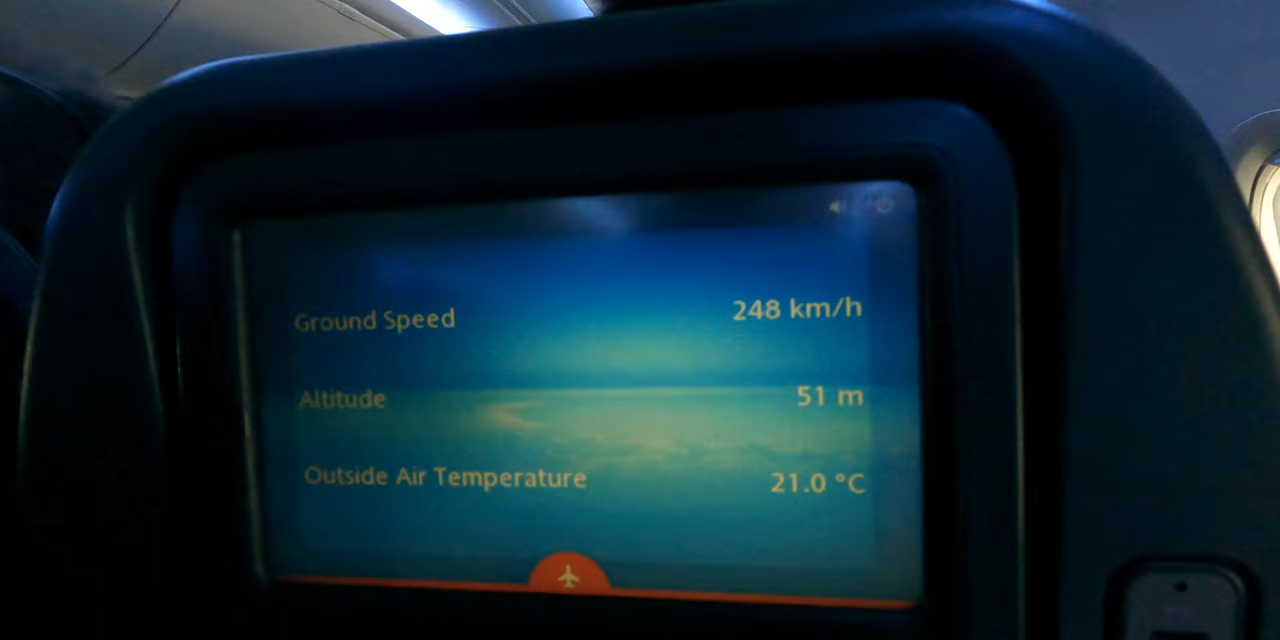 Ground Speed 248 km/h
Altitude 51 m
Outside Air Temperature 21.0 °C